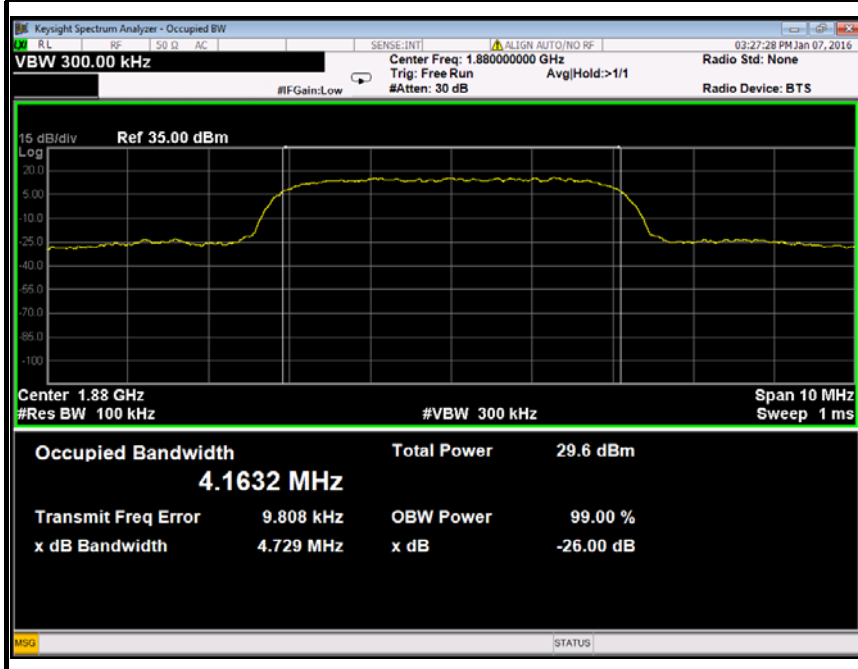 Keysight Spectrum Analyzer - Occupied BW
LXI RL RF 50 Ω AC SENSE:INT ALIGN AUTO/NO RF 03:27:28 PM Jan 07, 2016
VBW 300.00 kHz Center Freq: 1.880000000 GHz Radio Std: None
Trig: Free Run Avg|Hold:>1/1
#IFGain:Low #Atten: 30 dB Radio Device: BTS
15 dB/div Ref 35.00 dBm
Log
20.0
5.00
-10.0
-25.0
-40.0
-55.0
-70.0
-85.0
-100
Center 1.88 GHz Span 10 MHz
#Res BW 100 kHz #VBW 300 kHz Sweep 1 ms
Occupied Bandwidth Total Power 29.6 dBm
4.1632 MHz
Transmit Freq Error 9.808 kHz OBW Power 99.00 %
x dB Bandwidth 4.729 MHz x dB -26.00 dB
MSG STATUS